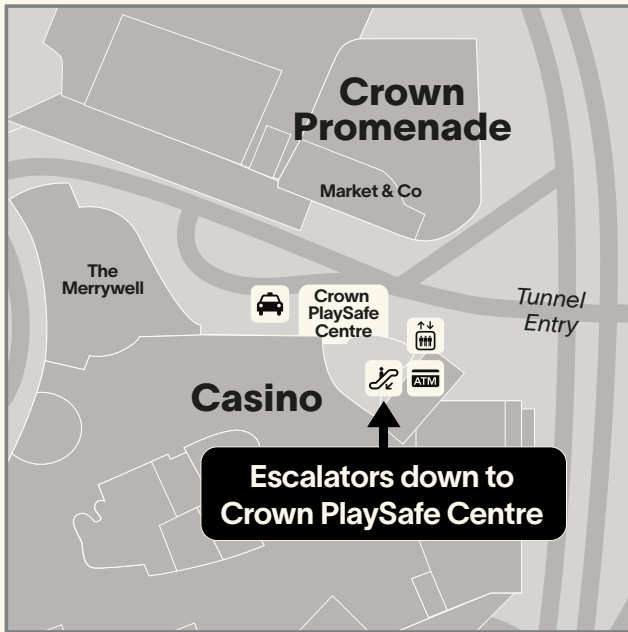 Crown
Promenade
Market & Co
The
Merrywell
Crown
PlaySafe
Centre
Tunnel
Entry
ATM
Casino
Escalators down to
Crown PlaySafe Centre